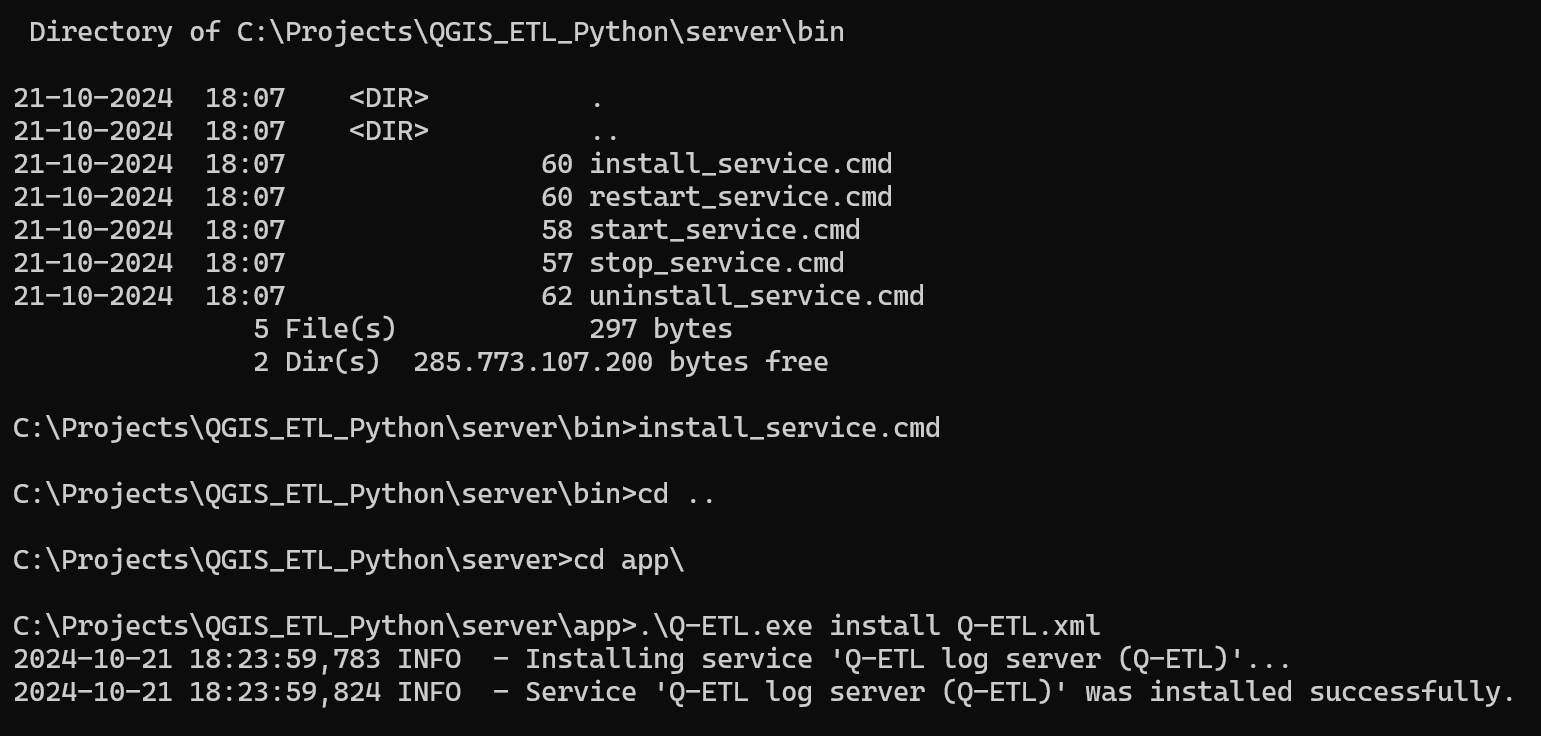 Directory of C:\Projects\QGIS_ETL_Python\server\bin
21-10-2024  18:07    <DIR>          .
21-10-2024  18:07    <DIR>          ..
21-10-2024  18:07                60 install_service.cmd
21-10-2024  18:07                60 restart_service.cmd
21-10-2024  18:07                58 start_service.cmd
21-10-2024  18:07                57 stop_service.cmd
21-10-2024  18:07                62 uninstall_service.cmd
               5 File(s)            297 bytes
               2 Dir(s)  285.773.107.200 bytes free
C:\Projects\QGIS_ETL_Python\server\bin>install_service.cmd
C:\Projects\QGIS_ETL_Python\server\bin>cd ..
C:\Projects\QGIS_ETL_Python\server>cd app\
C:\Projects\QGIS_ETL_Python\server\app>.\Q-ETL.exe install Q-ETL.xml
2024-10-21 18:23:59,783 INFO  - Installing service 'Q-ETL log server (Q-ETL)'...
2024-10-21 18:23:59,824 INFO  - Service 'Q-ETL log server (Q-ETL)' was installed successfully.